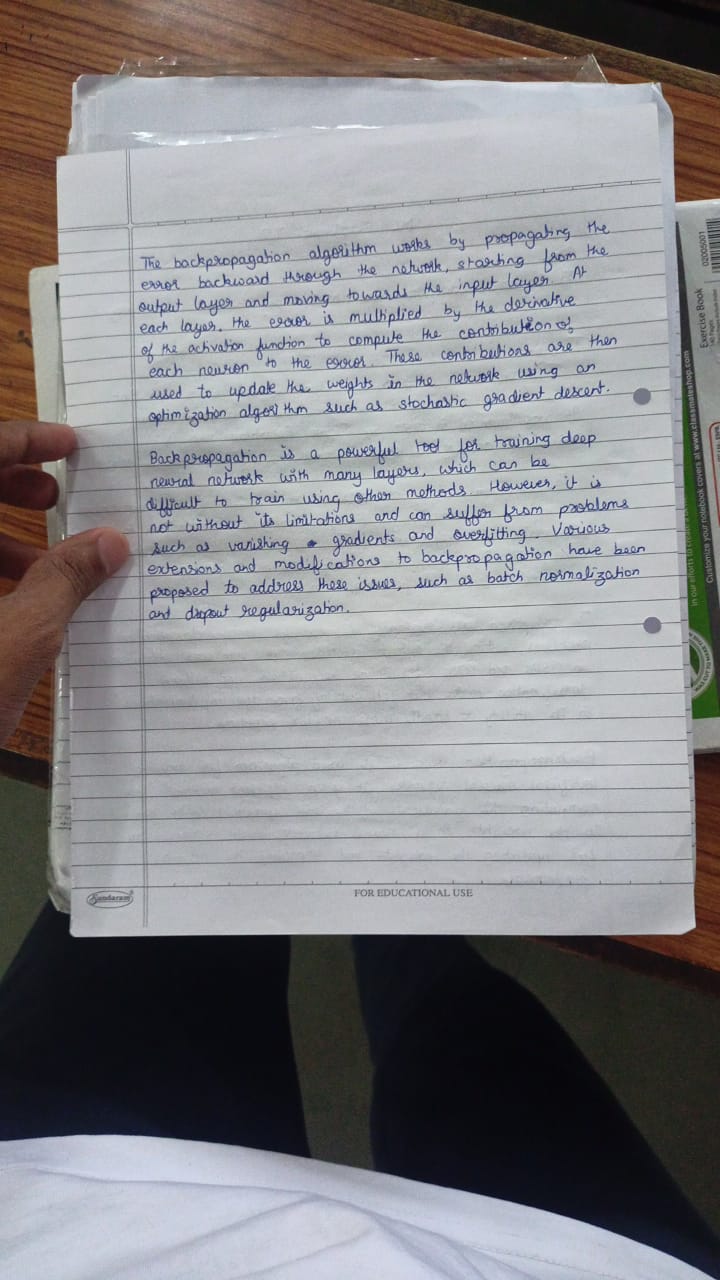 The backpropagation algorithm works by propagating the
error backward through the network, starting from the
output layer and moving towards the input layer. At
each layer, the error is multiplied by the derivative
of the activation function to compute the contribution of
each neuron to the error. These contributions are then
used to update the weights in the network using an
optimization algorithm such as stochastic gradient descent.
Backpropagation is a powerful tool for training deep
neural network with many layers, which can be
difficult to train using other methods. However, it is
not without its limitations and can suffer from problems
such as vanishing gradients and overfitting. Various
extensions and modifications to backpropagation have been
proposed to address these issues, such as batch normalization
and dropout regularization.
Sundaram
FOR EDUCATIONAL USE
02005001
Exercise Book
Customize your notebook covers at www.classmateshop.com
In our efforts to create a